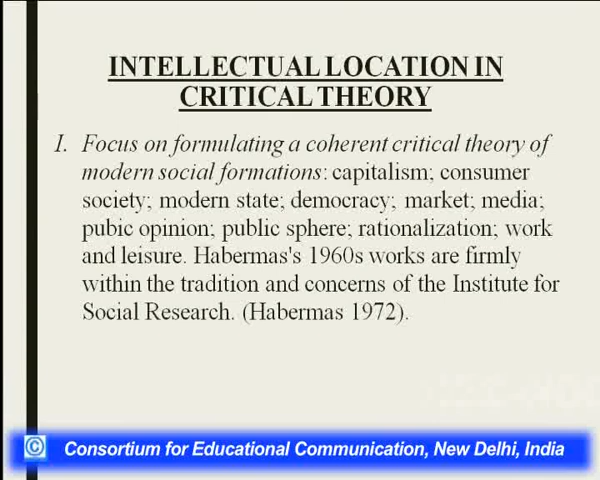 INTELLECTUAL LOCATION IN
CRITICAL THEORY
I. Focus on formulating a coherent critical theory of
modern social formations: capitalism; consumer
society; modern state; democracy; market; media;
pubic opinion; public sphere; rationalization; work
and leisure. Habermas's 1960s works are firmly
within the tradition and concerns of the Institute for
Social Research. (Habermas 1972).
© Consortium for Educational Communication, New Delhi, India